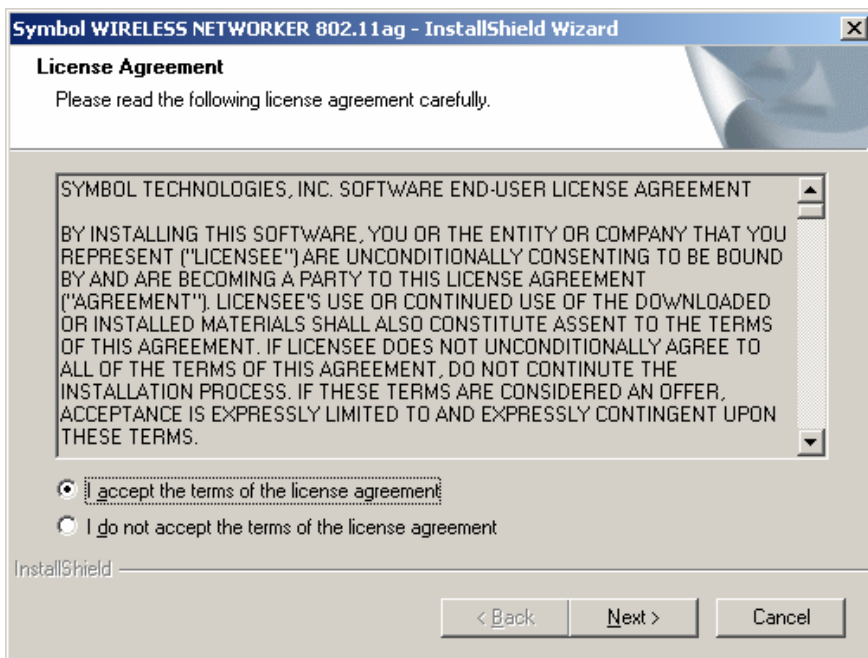 Symbol WIRELESS NETWORKER 802.11ag - InstallShield Wizard
License Agreement
Please read the following license agreement carefully.
SYMBOL TECHNOLOGIES, INC. SOFTWARE END-USER LICENSE AGREEMENT
BY INSTALLING THIS SOFTWARE, YOU OR THE ENTITY OR COMPANY THAT YOU
REPRESENT ("LICENSEE") ARE UNCONDITIONALLY CONSENTING TO BE BOUND
BY AND ARE BECOMING A PARTY TO THIS LICENSE AGREEMENT
("AGREEMENT"). LICENSEE'S USE OR CONTINUED USE OF THE DOWNLOADED
OR INSTALLED MATERIALS SHALL ALSO CONSTITUTE ASSENT TO THE TERMS
OF THIS AGREEMENT. IF LICENSEE DOES NOT UNCONDITIONALLY AGREE TO
ALL OF THE TERMS OF THIS AGREEMENT, DO NOT CONTINUTE THE
INSTALLATION PROCESS. IF THESE TERMS ARE CONSIDERED AN OFFER,
ACCEPTANCE IS EXPRESSLY LIMITED TO AND EXPRESSLY CONTINGENT UPON
THESE TERMS.
I accept the terms of the license agreement
I do not accept the terms of the license agreement
InstallShield
< Back
Next >
Cancel